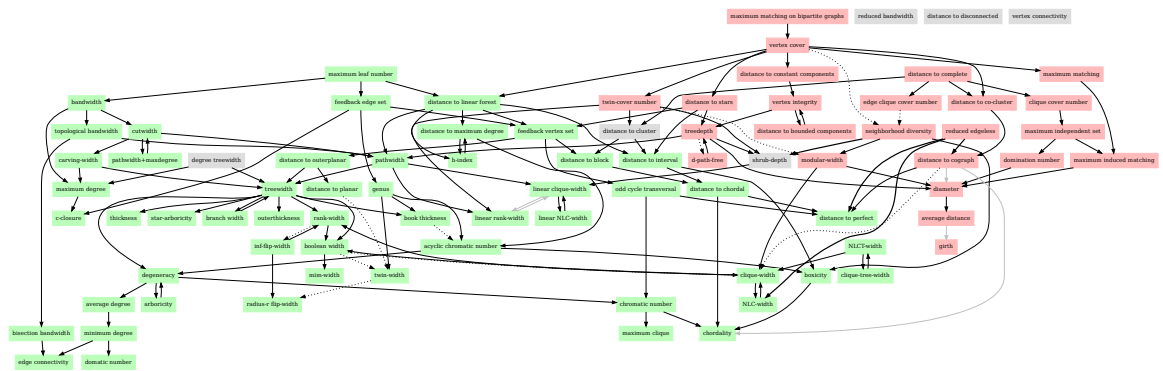 maximum matching on bipartite graphs
reduced bandwidth
distance to disconnected
vertex connectivity
vertex cover
maximum leaf number
distance to constant components
distance to complete
maximum matching
bandwidth
feedback edge set
distance to linear forest
twin-cover number
distance to stars
vertex integrity
edge clique cover number
distance to co-cluster
clique cover number
topological bandwidth
cutwidth
distance to maximum degree
feedback vertex set
distance to cluster
treedepth
distance to bounded components
neighborhood diversity
reduced edgeless
maximum independent set
carving-width
pathwidth+maxdegree
degree treewidth
distance to outerplanar
pathwidth
h-index
distance to block
distance to interval
d-path-free
shrub-depth
modular-width
distance to cograph
domination number
maximum induced matching
maximum degree
treewidth
distance to planar
genus
linear clique-width
odd cycle transversal
distance to chordal
diameter
c-closure
thickness
star-arboricity
branch width
outerthickness
rank-width
book thickness
linear rank-width
linear NLC-width
distance to perfect
average distance
inf-flip-width
boolean width
acyclic chromatic number
NLCT-width
girth
degeneracy
mim-width
twin-width
clique-width
boxicity
clique-tree-width
average degree
arboricity
radius-r flip-width
chromatic number
NLC-width
bisection bandwidth
minimum degree
maximum clique
chordality
edge connectivity
domatic number